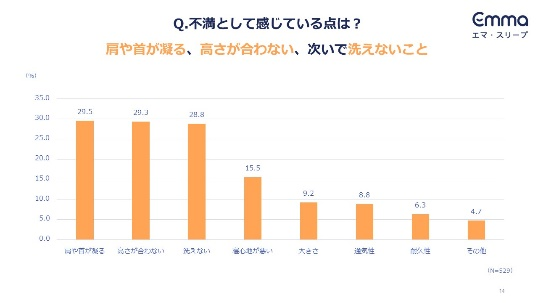 Q.不満として感じている点は？
肩や首が凝る、高さが合わない、次いで洗えないこと
Emma
エマ・スリープ
(%)
35.0
30.0
25.0
20.0
15.0
10.0
5.0
0.0
29.5
29.3
28.8
15.5
9.2
8.8
6.3
4.7
肩や首が凝る
高さが合わない
洗えない
寝心地が悪い
大きさ
通気性
耐久性
その他
(N=529)